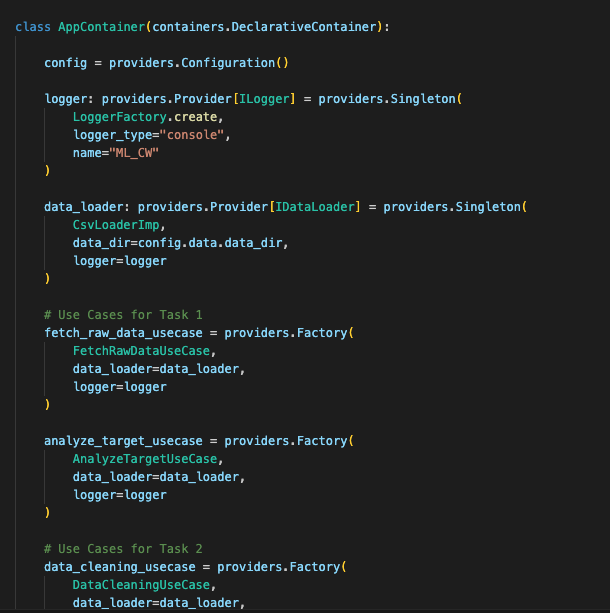 class AppContainer(containers.DeclarativeContainer):
config = providers.Configuration()
logger: providers.Provider[ILogger] = providers.Singleton(
LoggerFactory.create,
logger_type="console",
name="ML_CW"
)
data_loader: providers.Provider[IDataLoader] = providers.Singleton(
CsvLoaderImp,
data_dir=config.data.data_dir,
logger=logger
)
# Use Cases for Task 1
fetch_raw_data_usecase = providers.Factory(
FetchRawDataUseCase,
data_loader=data_loader,
logger=logger
)
analyze_target_usecase = providers.Factory(
AnalyzeTargetUseCase,
data_loader=data_loader,
logger=logger
)
# Use Cases for Task 2
data_cleaning_usecase = providers.Factory(
DataCleaningUseCase,
data_loader=data_loader,